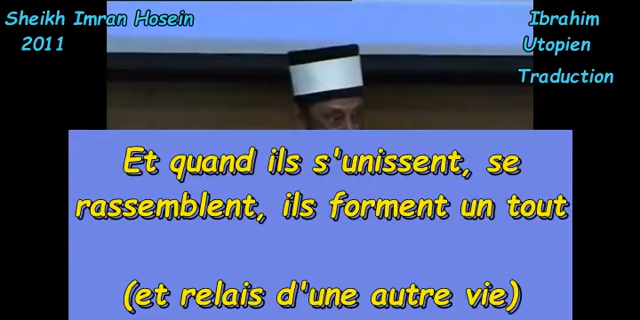 Sheikh Imran Hosein
2011
Ibrahim
Utopien
Traduction
Et quand ils s'unissent, se
rassemblent, ils forment un tout
(et relais d'une autre vie)